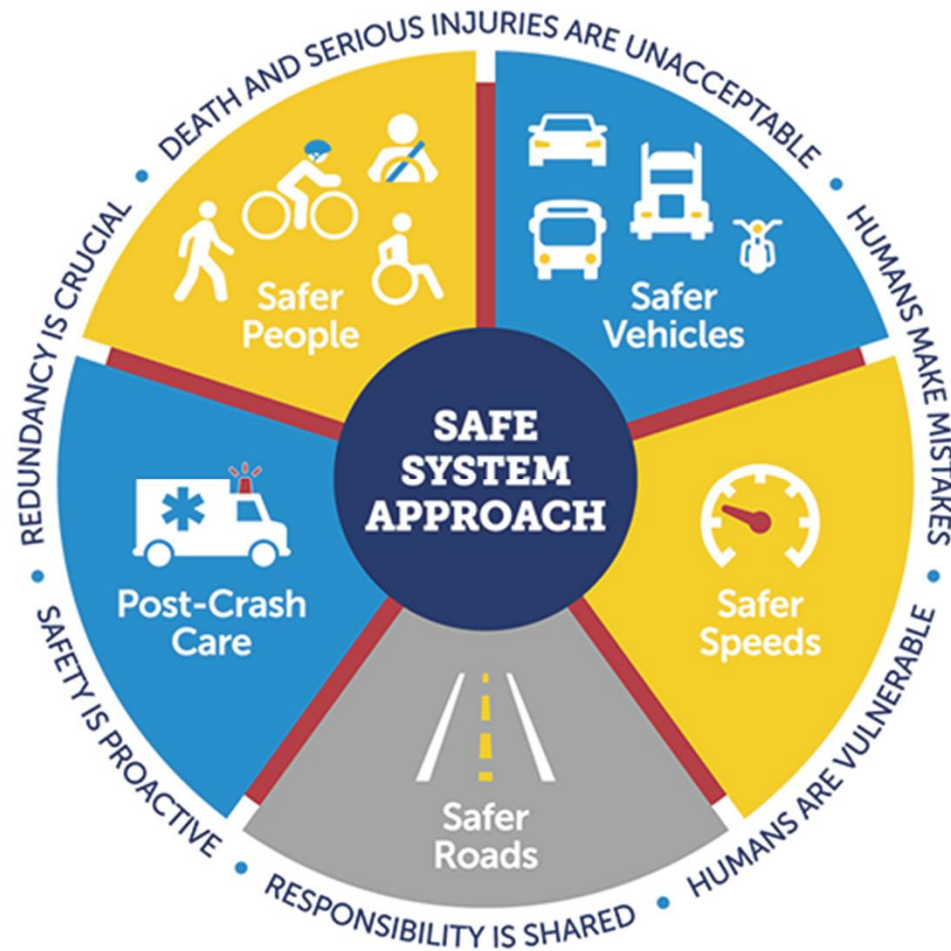 DEATH AND SERIOUS INJURIES ARE UNACCEPTABLE
HUMANS MAKE MISTAKES
HUMANS ARE VULNERABLE
RESPONSIBILITY IS SHARED
SAFETY IS PROACTIVE
REDUNDANCY IS CRUCIAL
Safer
People
Safer
Vehicles
SAFE
SYSTEM
APPROACH
Post-Crash
Care
Safer
Speeds
Safer
Roads